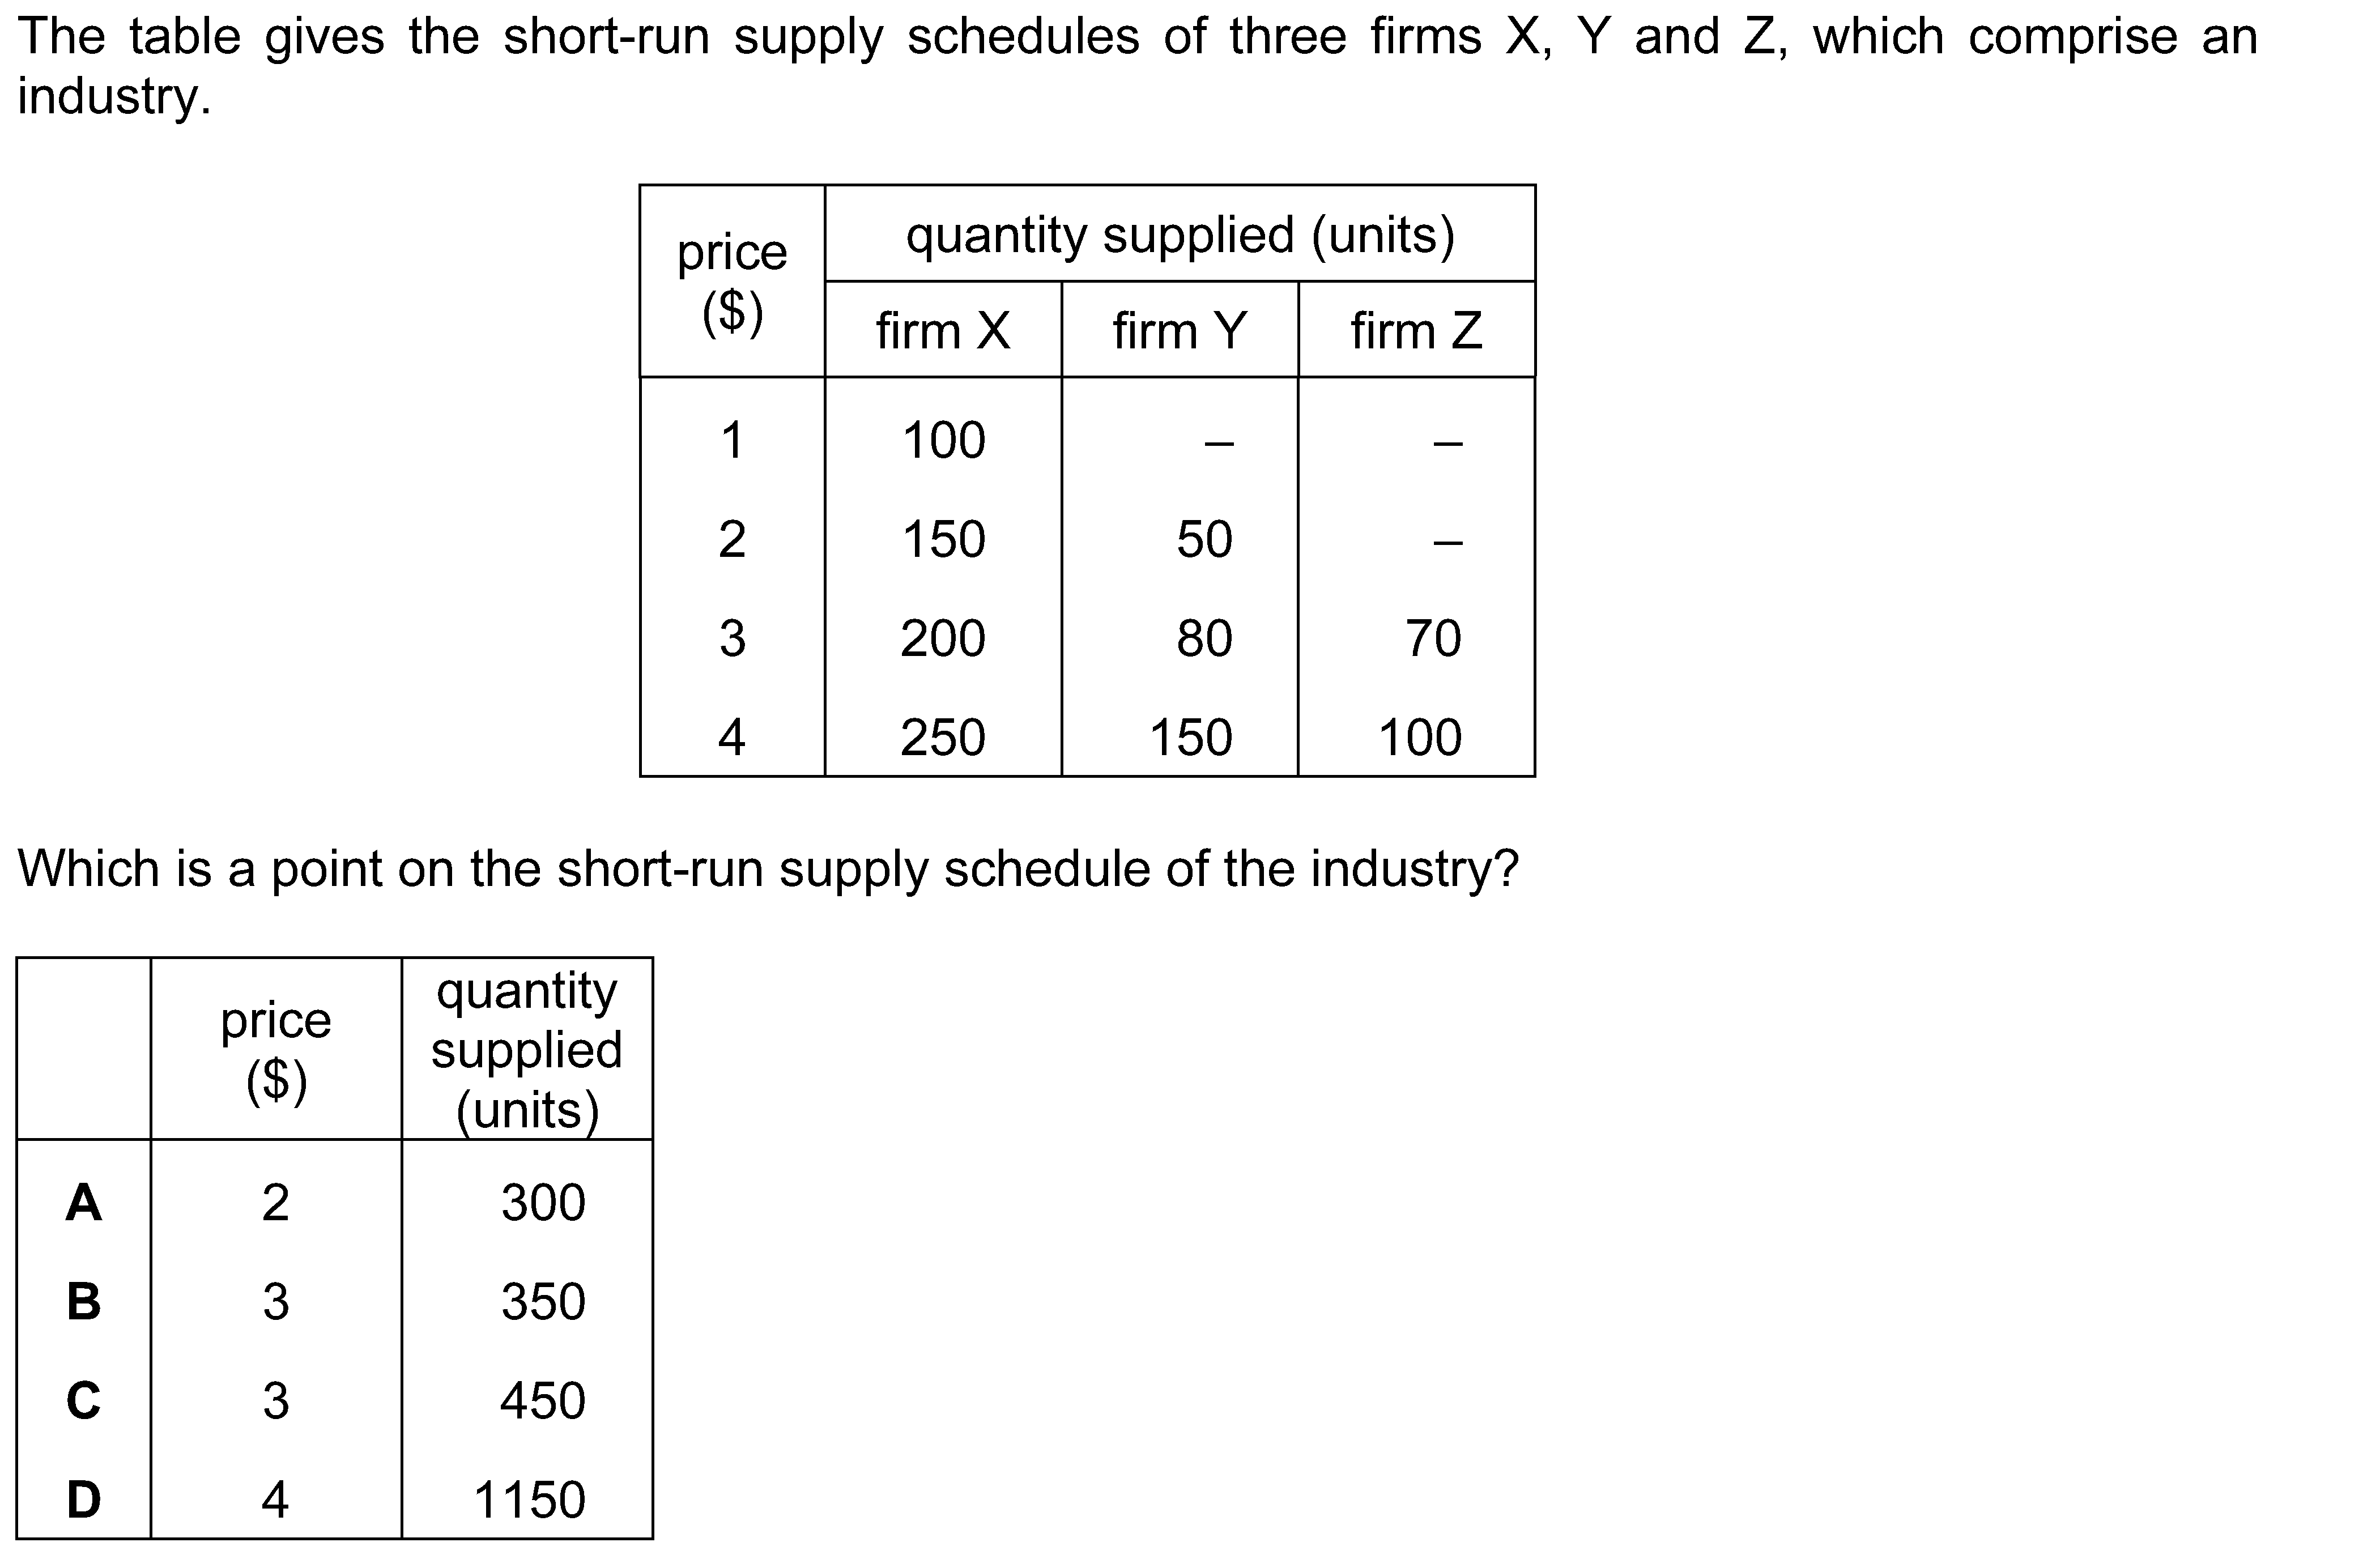 The table gives the short-run supply schedules of three firms X, Y and Z, which comprise an
industry.
price
($)
quantity supplied (units)
firm X firm Y firm Z
1 100 – –
2 150 50 –
3 200 80 70
4 250 150 100
Which is a point on the short-run supply schedule of the industry?
price
($)
quantity
supplied
(units)
A 2 300
B 3 350
C 3 450
D 4 1150